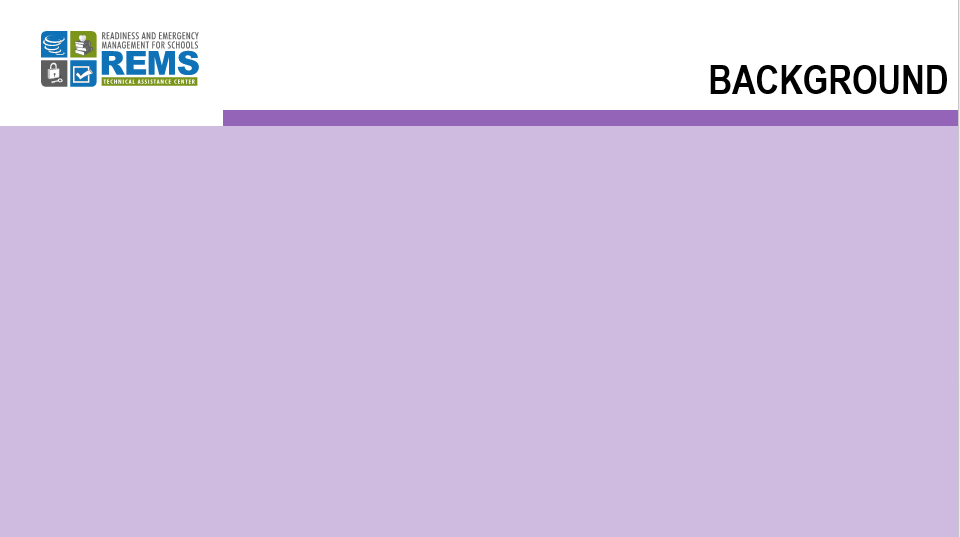 READINESS AND EMERGENCY
MANAGEMENT FOR SCHOOLS
REMS
TECHNICAL ASSISTANCE CENTER
BACKGROUND